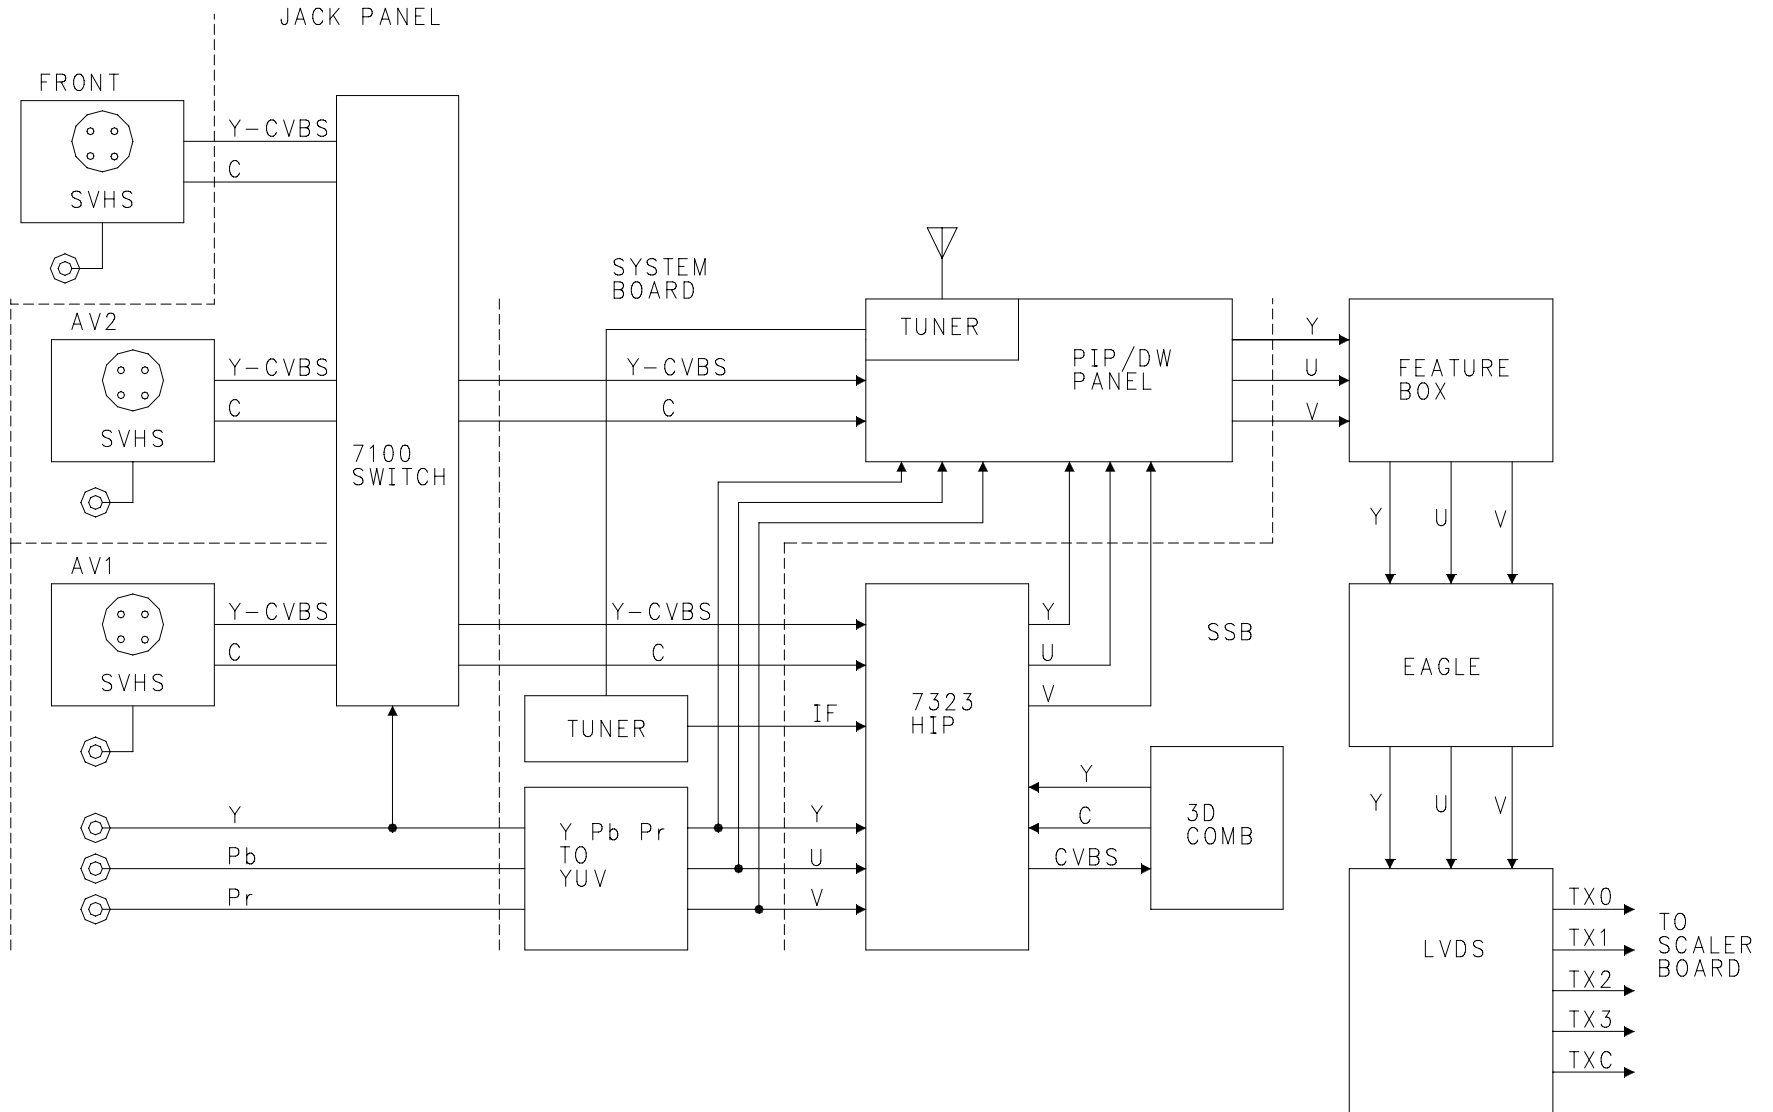 JACK PANEL
FRONT
Y-CVBS
C
SVHS
SYSTEM
BOARD
AV2
Y-CVBS
C
SVHS
7100
SWITCH
Y-CVBS
C
TUNER
PIP/DW
PANEL
Y
U
V
FEATURE
BOX
Y
U
V
AV1
Y-CVBS
C
SVHS
Y-CVBS
C
TUNER
IF
7323
HIP
Y
U
V
SSB
EAGLE
Y
Pb
Pr
Y Pb Pr
TO
YUV
Y
U
V
Y
C
CVBS
3D
COMB
Y
U
V
LVDS
TX0
TX1
TX2
TX3
TXC
TO
SCALER
BOARD